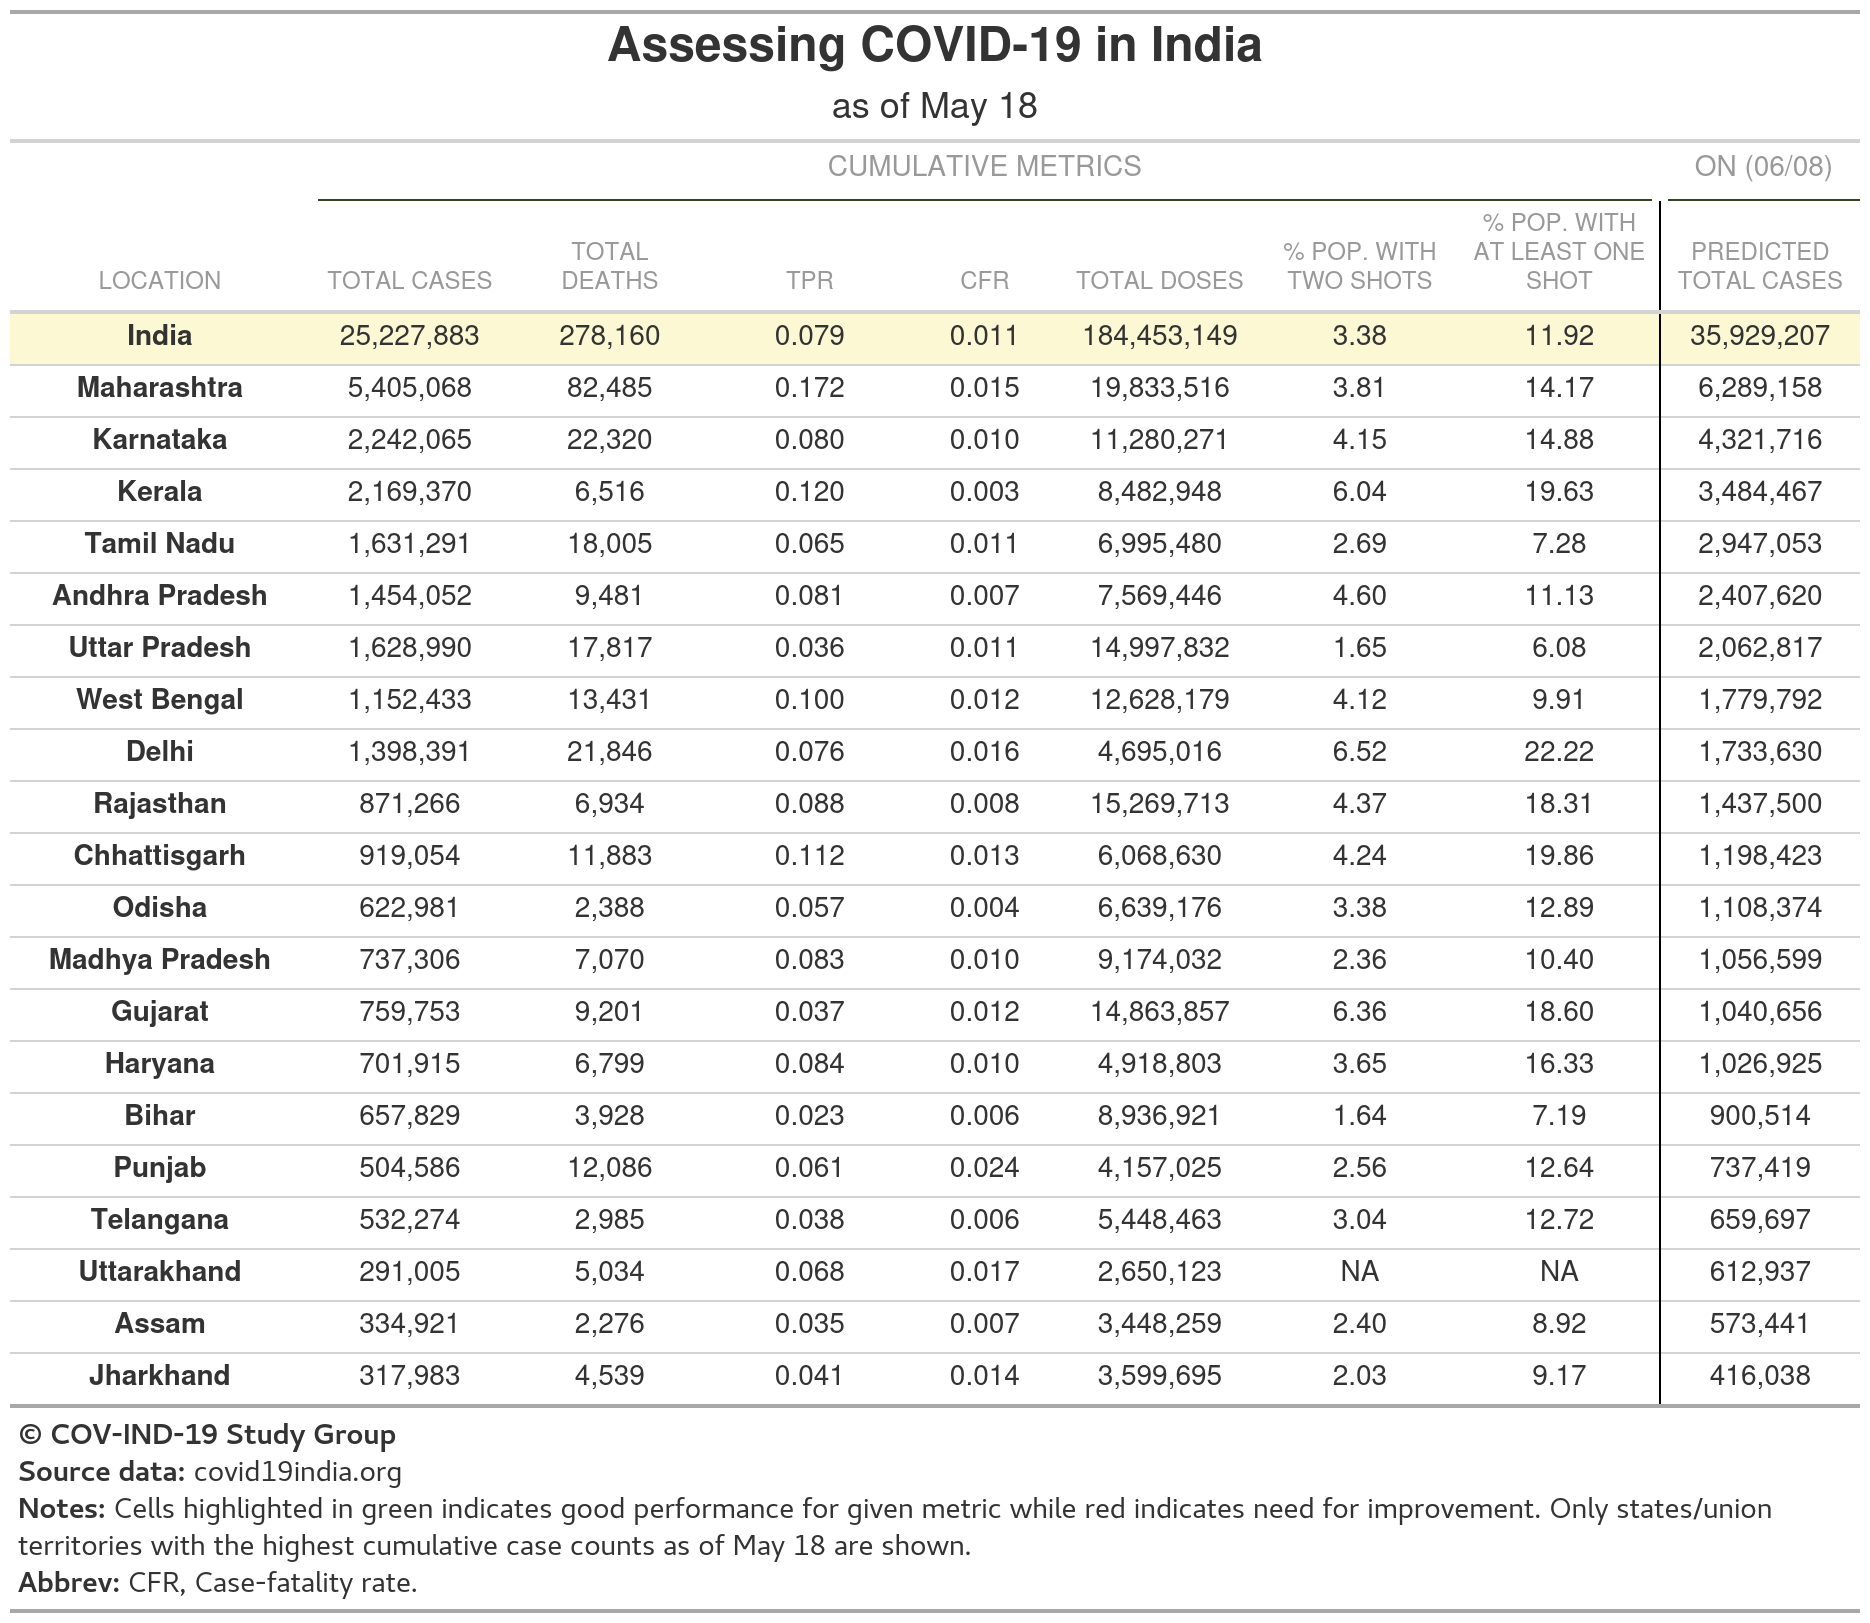 Assessing COVID-19 in India
as of May 18
CUMULATIVE METRICS ON (06/08)
LOCATION TOTAL CASES TOTAL DEATHS TPR CFR TOTAL DOSES % POP. WITH TWO SHOTS % POP. WITH AT LEAST ONE SHOT PREDICTED TOTAL CASES
India 25,227,883 278,160 0.079 0.011 184,453,149 3.38 11.92 35,929,207
Maharashtra 5,405,068 82,485 0.172 0.015 19,833,516 3.81 14.17 6,289,158
Karnataka 2,242,065 22,320 0.080 0.010 11,280,271 4.15 14.88 4,321,716
Kerala 2,169,370 6,516 0.120 0.003 8,482,948 6.04 19.63 3,484,467
Tamil Nadu 1,631,291 18,005 0.065 0.011 6,995,480 2.69 7.28 2,947,053
Andhra Pradesh 1,454,052 9,481 0.081 0.007 7,569,446 4.60 11.13 2,407,620
Uttar Pradesh 1,628,990 17,817 0.036 0.011 14,997,832 1.65 6.08 2,062,817
West Bengal 1,152,433 13,431 0.100 0.012 12,628,179 4.12 9.91 1,779,792
Delhi 1,398,391 21,846 0.076 0.016 4,695,016 6.52 22.22 1,733,630
Rajasthan 871,266 6,934 0.088 0.008 15,269,713 4.37 18.31 1,437,500
Chhattisgarh 919,054 11,883 0.112 0.013 6,068,630 4.24 19.86 1,198,423
Odisha 622,981 2,388 0.057 0.004 6,639,176 3.38 12.89 1,108,374
Madhya Pradesh 737,306 7,070 0.083 0.010 9,174,032 2.36 10.40 1,056,599
Gujarat 759,753 9,201 0.037 0.012 14,863,857 6.36 18.60 1,040,656
Haryana 701,915 6,799 0.084 0.010 4,918,803 3.65 16.33 1,026,925
Bihar 657,829 3,928 0.023 0.006 8,936,921 1.64 7.19 900,514
Punjab 504,586 12,086 0.061 0.024 4,157,025 2.56 12.64 737,419
Telangana 532,274 2,985 0.038 0.006 5,448,463 3.04 12.72 659,697
Uttarakhand 291,005 5,034 0.068 0.017 2,650,123 NA NA 612,937
Assam 334,921 2,276 0.035 0.007 3,448,259 2.40 8.92 573,441
Jharkhand 317,983 4,539 0.041 0.014 3,599,695 2.03 9.17 416,038
© COV-IND-19 Study Group
Source data: covid19india.org
Notes: Cells highlighted in green indicates good performance for given metric while red indicates need for improvement. Only states/union
territories with the highest cumulative case counts as of May 18 are shown.
Abbrev: CFR, Case-fatality rate.